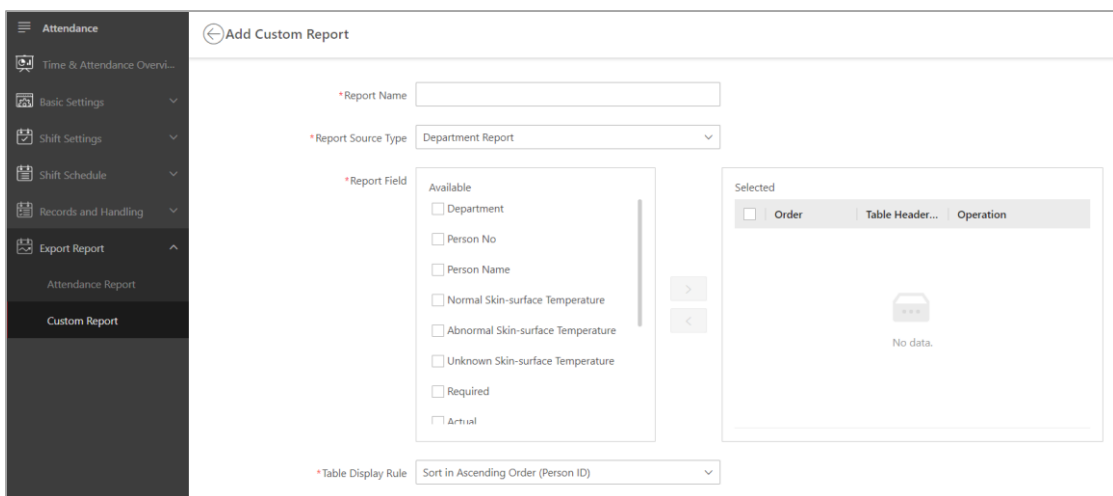 Attendance
Time & Attendance Overvi...
Basic Settings
Shift Settings
Shift Schedule
Records and Handling
Export Report
Attendance Report
Custom Report
Add Custom Report
*Report Name
*Report Source Type Department Report
*Report Field
Available
Department
Person No
Person Name
Normal Skin-surface Temperature
Abnormal Skin-surface Temperature
Unknown Skin-surface Temperature
Required
Actual
>
<
Selected
Order Table Header... Operation
No data.
*Table Display Rule Sort in Ascending Order (Person ID)